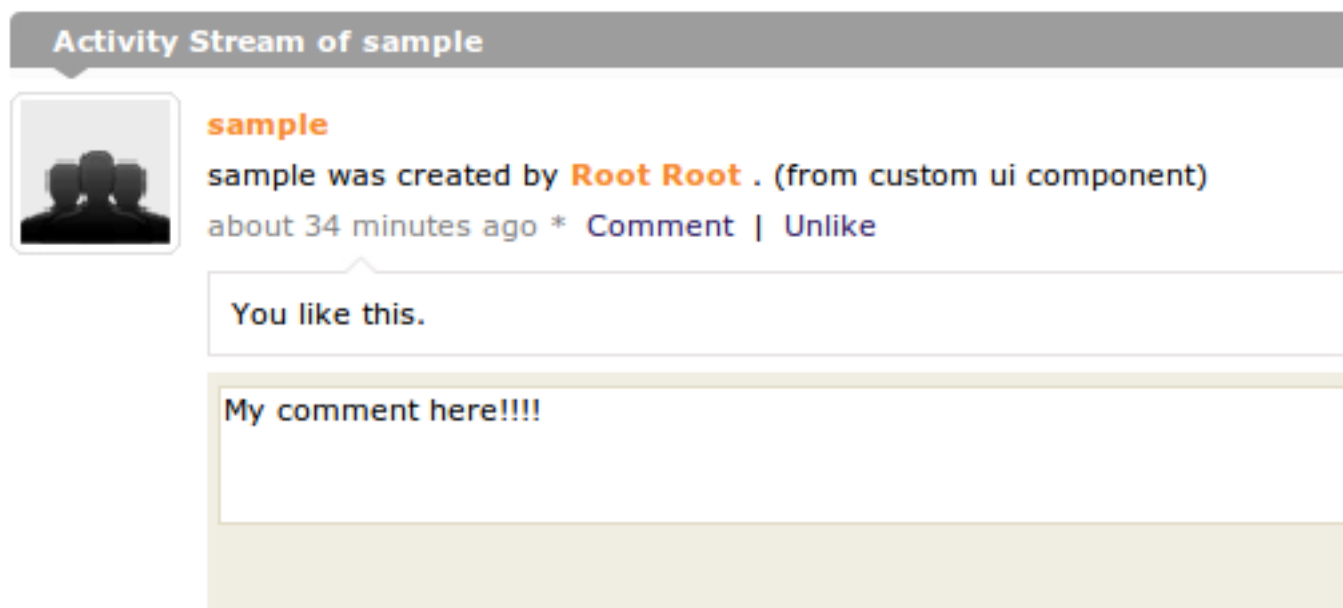 Activity Stream of sample
sample
sample was created by Root Root . (from custom ui component)
about 34 minutes ago * Comment | Unlike
You like this.
My comment here!!!!